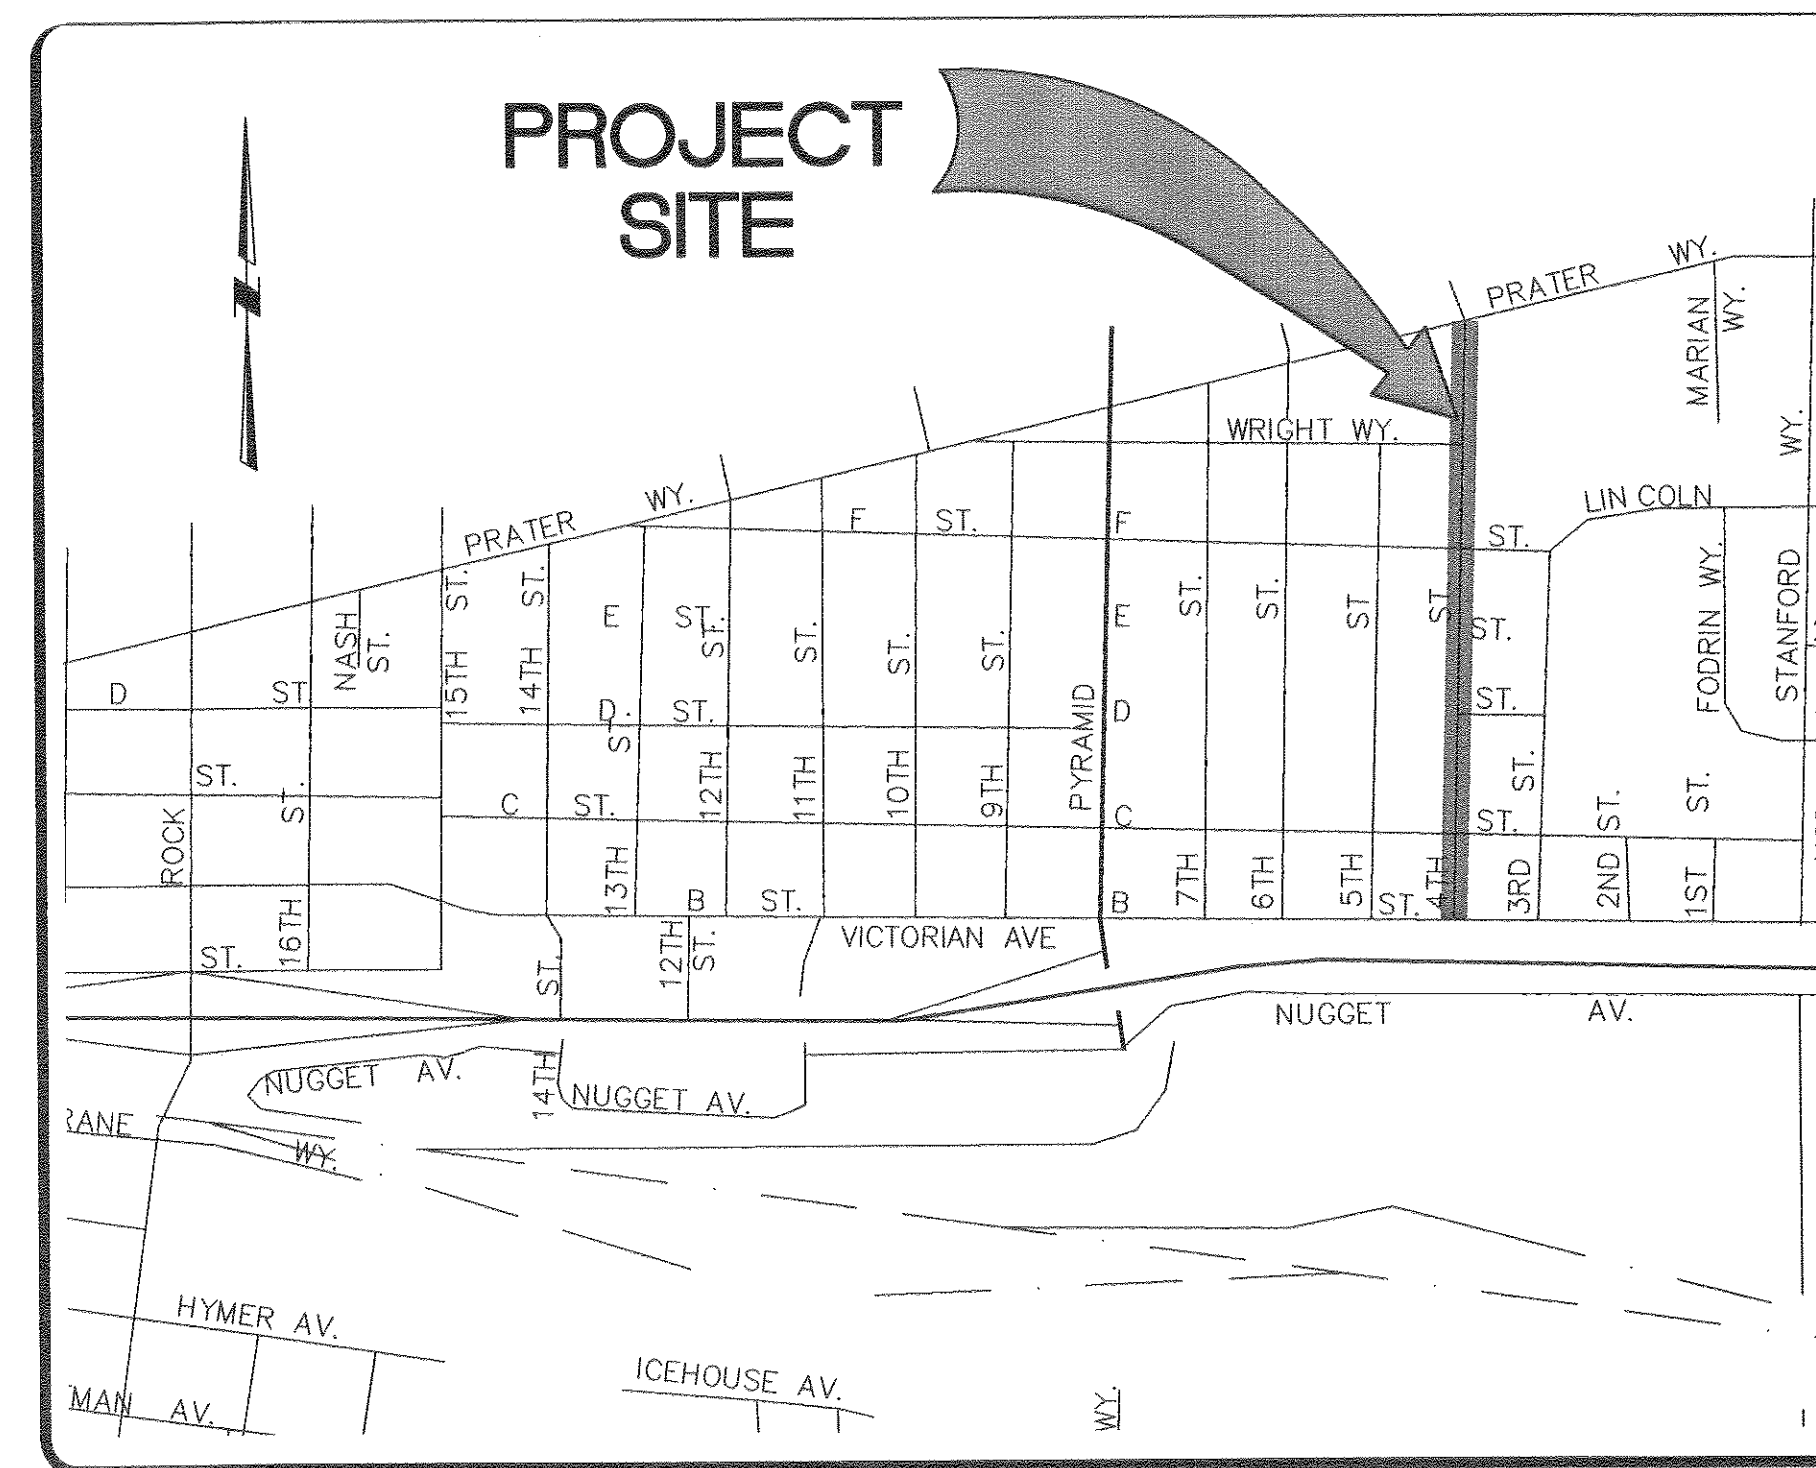 PROJECT
SITE
N
PRATER WY.
MARIAN WY.
WRIGHT WY.
WY.
LIN COLN
PRATER WY.
F ST. F ST.
NASH ST.
15TH ST.
14TH ST.
E ST. E ST.
ST.
ST.
ST.
ST.
ST.
ST.
ST
ST
FODRIN WY.
STANFORD
D ST
D. ST. D ST.
ST
PYRAMID
ST.
ST.
C ST. C ST.
ST.
ST.
ST.
ROCK
16TH
13TH
12TH
11TH
10TH
9TH
7TH
6TH
5TH
4TH
3RD
2ND
1ST
B ST. B ST.
VICTORIAN AVE
ST.
ST.
12TH ST.
NUGGET AV.
NUGGET AV.
14TH
NUGGET AV.
RANE
WY.
HYMER AV.
ICEHOUSE AV.
MAN AV.
WY.